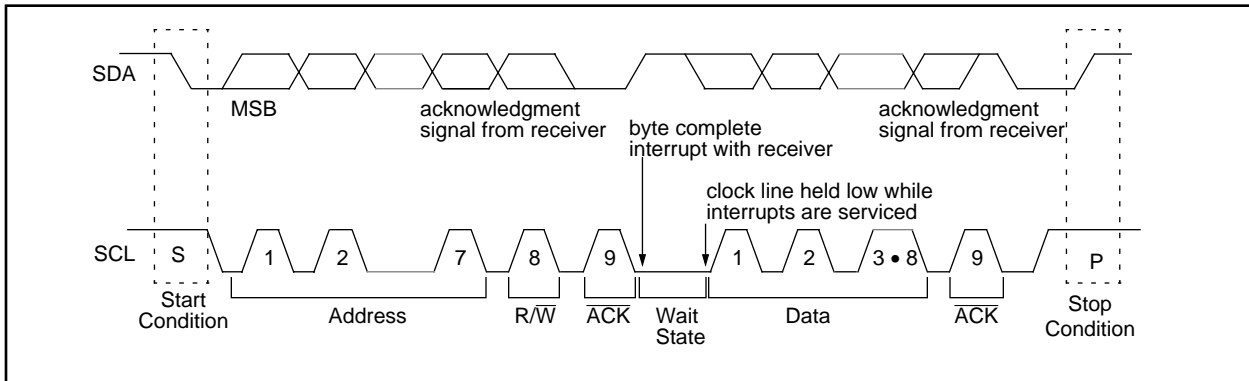 SDA
MSB
acknowledgment
signal from receiver
byte complete
interrupt with receiver
acknowledgment
signal from receiver
clock line held low while
interrupts are serviced
SCL
S
1
2
7
8
9
1
2
3 • 8
9
P
Start
Condition
Address
R/W̅
A̅C̅K̅
Wait
State
Data
A̅C̅K̅
Stop
Condition